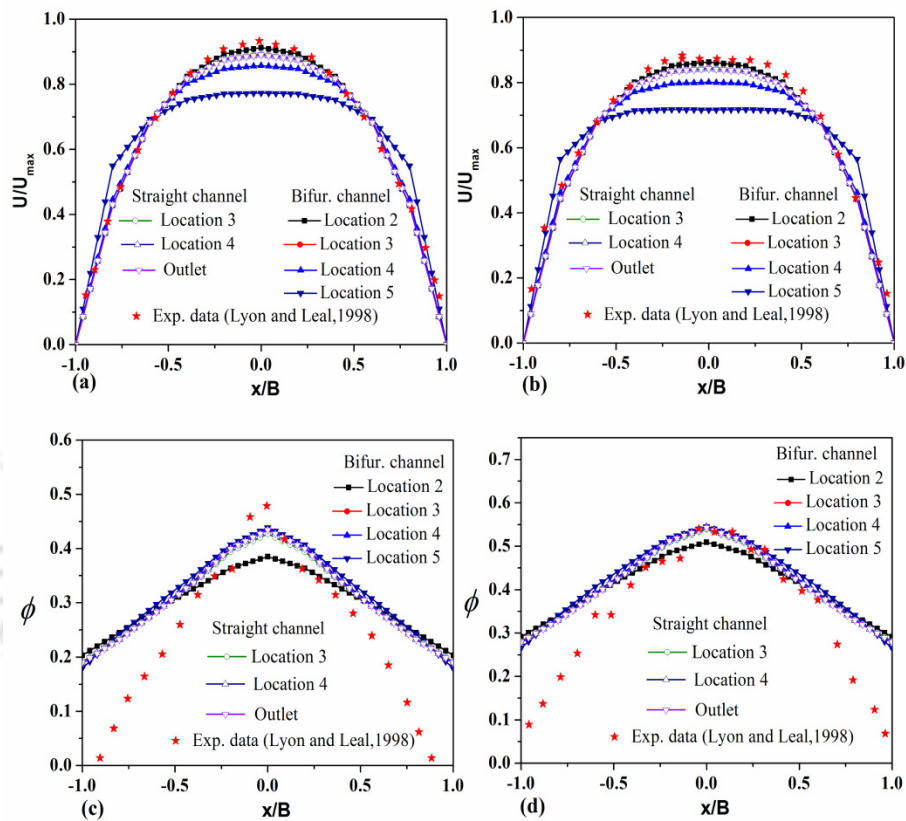 U/Umax
1.0
0.8
0.6
0.4
0.2
0.0
Straight channel
Location 3
Location 4
Outlet
Bifur. channel
Location 2
Location 3
Location 4
Location 5
Exp. data (Lyon and Leal,1998)
-1.0 -0.5 0.0 0.5 1.0
(a)
x/B
U/Umax
1.0
0.8
0.6
0.4
0.2
0.0
Straight channel
Location 3
Location 4
Outlet
Bifur. channel
Location 2
Location 3
Location 4
Location 5
Exp. data (Lyon and Leal,1998)
-1.0 -0.5 0.0 0.5 1.0
(b)
x/B
ϕ
0.6
0.5
0.4
0.3
0.2
0.1
0.0
Bifur. channel
Location 2
Location 3
Location 4
Location 5
Straight channel
Location 3
Location 4
Outlet
Exp. data (Lyon and Leal,1998)
-1.0 -0.5 0.0 0.5 1.0
(c)
x/B
ϕ
0.7
0.6
0.5
0.4
0.3
0.2
0.1
0.0
Bifur. channel
Location 2
Location 3
Location 4
Location 5
Straight channel
Location 3
Location 4
Outlet
Exp. data (Lyon and Leal,1998)
-1.0 -0.5 0.0 0.5 1.0
(d)
x/B